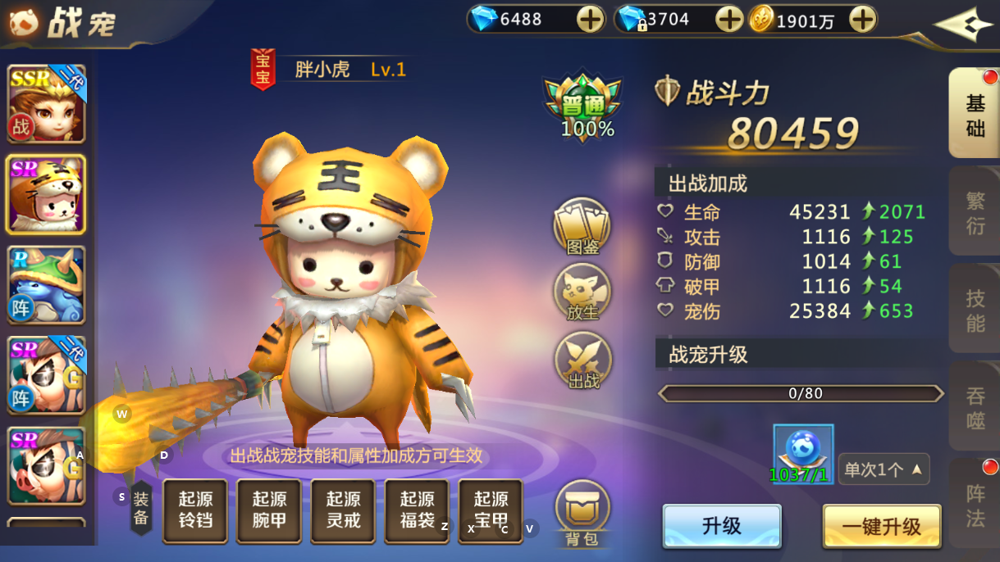 战宠
6488
3704
1901万
SSR
二代
战
SR
R
阵
SR
二代
阵
G
SR
G
宝宝
胖小虎 Lv.1
王
普通
100%
图鉴
放生
出战
战斗力
80459
出战加成
生命 45231 2071
攻击 1116 125
防御 1014 61
破甲 1116 54
宠伤 25384 653
战宠升级
0/80
1037/1
单次1个
升级
一键升级
基础
繁衍
技能
吞噬
阵法
W
A
D
S
出战战宠技能和属性加成方可生效
装备
起源铃铛
起源腕甲
起源灵戒
起源福袋
起源宝甲
Z
X
C
V
背包